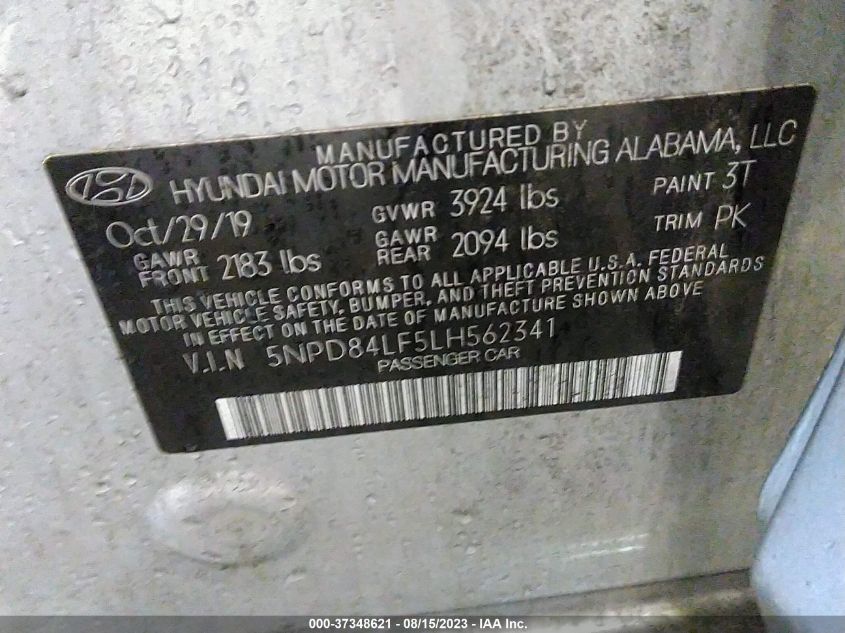 MANUFACTURED BY
HYUNDAI MOTOR MANUFACTURING ALABAMA, LLC
Oct/29/19 GVWR 3924 lbs PAINT 3T
GAWR FRONT 2183 lbs GAWR REAR 2094 lbs TRIM PK
THIS VEHICLE CONFORMS TO ALL APPLICABLE U.S.A. FEDERAL
MOTOR VEHICLE SAFETY, BUMPER, AND THEFT PREVENTION STANDARDS
IN EFFECT ON THE DATE OF MANUFACTURE SHOWN ABOVE
V.I.N 5NPD84LF5LH562341
PASSENGER CAR
000-37348621 - 08/15/2023 - IAA Inc.